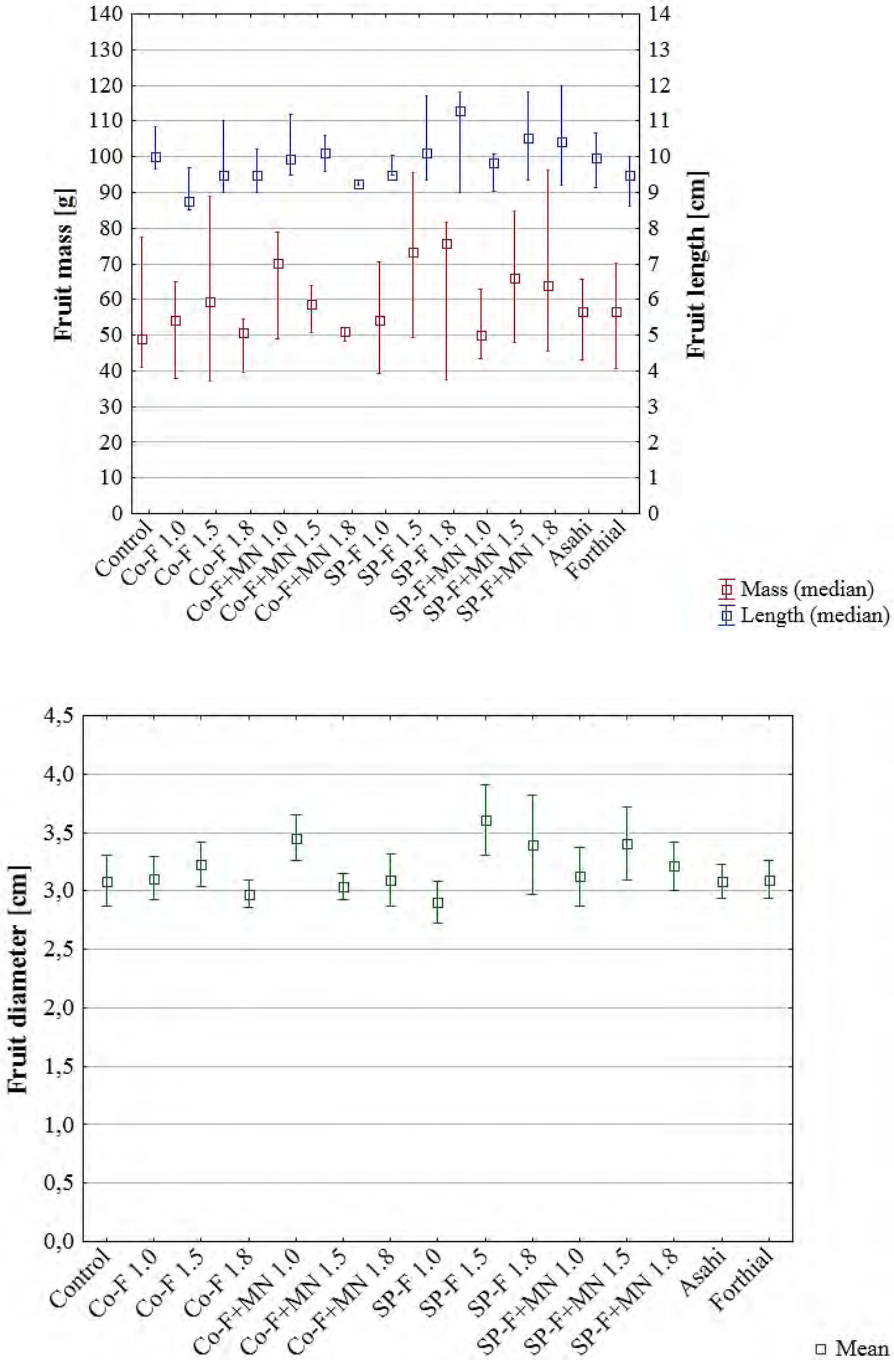 140
130
120
110
100
90
80
70
60
50
40
30
20
10
0
Fruit mass [g]
14
13
12
11
10
9
8
7
6
5
4
3
2
1
0
Fruit length [cm]
Control
Co-F 1.0
Co-F 1.5
Co-F 1.8
Co-F+MN 1.0
Co-F+MN 1.5
Co-F+MN 1.8
SP-F 1.0
SP-F 1.5
SP-F 1.8
SP-F+MN 1.0
SP-F+MN 1.5
SP-F+MN 1.8
Asahi
Forthial
Mass (median)
Length (median)
4,5
4,0
3,5
3,0
2,5
2,0
1,5
1,0
0,5
0,0
Fruit diameter [cm]
Control
Co-F 1.0
Co-F 1.5
Co-F 1.8
Co-F+MN 1.0
Co-F+MN 1.5
Co-F+MN 1.8
SP-F 1.0
SP-F 1.5
SP-F 1.8
SP-F+MN 1.0
SP-F+MN 1.5
SP-F+MN 1.8
Asahi
Forthial
Mean